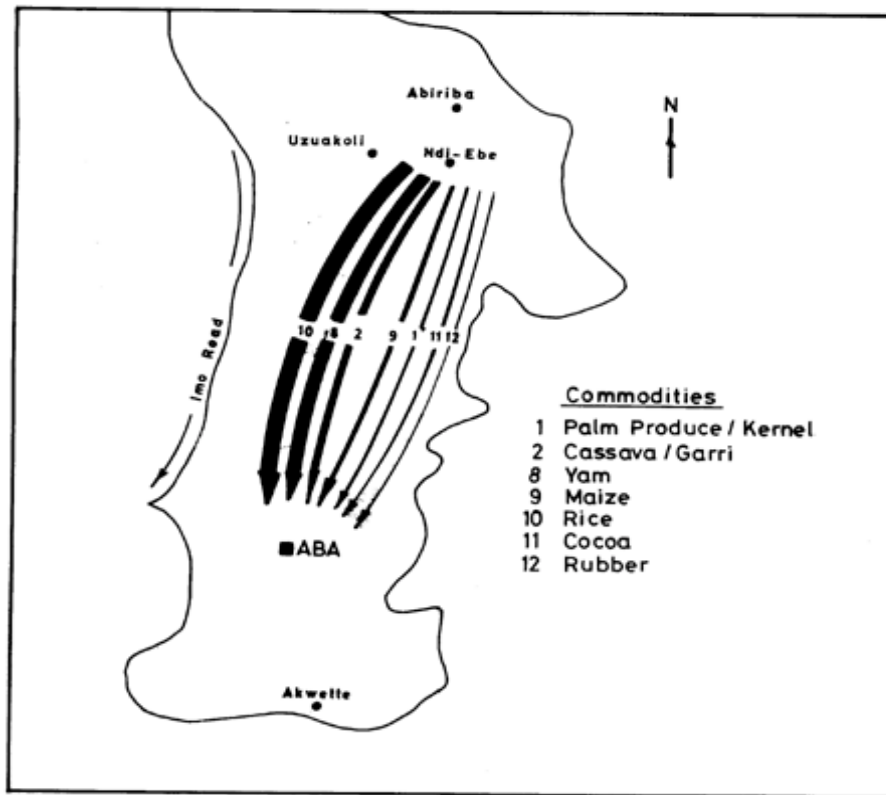 Abiriba
N
Uzuakoli
Ndi-Ebe
Imo Road
10 8 2 9 1 11 12
Commodities
1 Palm Produce / Kernel
2 Cassava / Garri
8 Yam
9 Maize
10 Rice
11 Cocoa
12 Rubber
ABA
Akwette